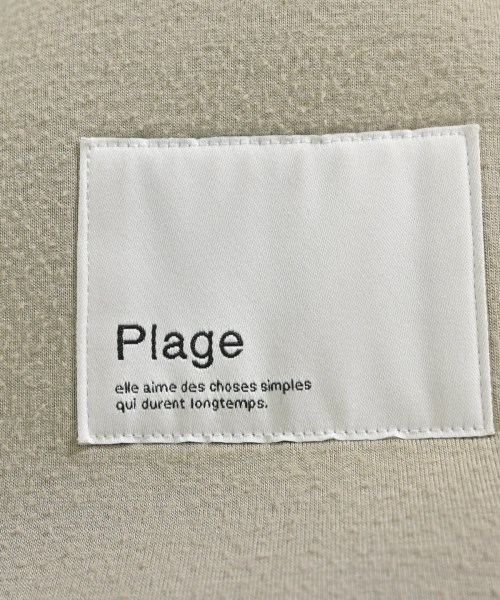 Plage
elle aime des choses simples
qui durent longtemps.